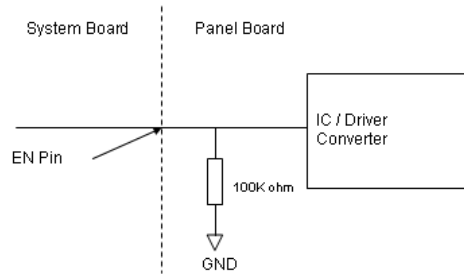 System Board
Panel Board
IC / Driver
Converter
EN Pin
100K ohm
GND